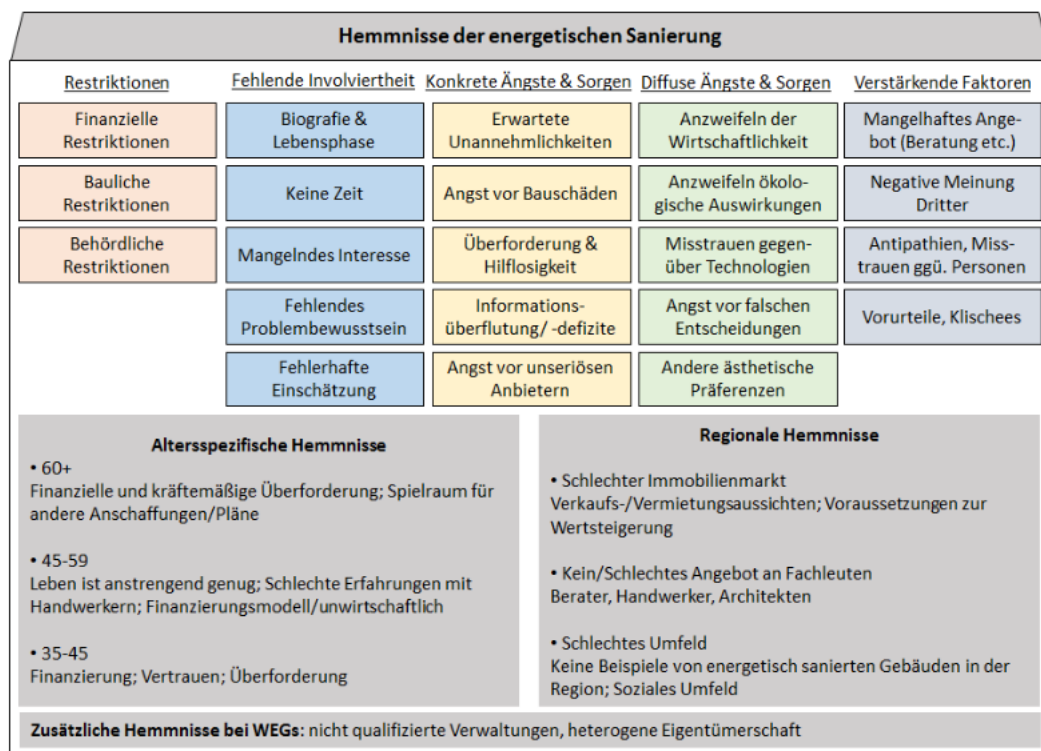 Hemmnisse der energetischen Sanierung
Restriktionen
Finanzielle
Restriktionen
Bauliche
Restriktionen
Behördliche
Restriktionen
Fehlende Involviertheit
Biografie &
Lebensphase
Keine Zeit
Mangelndes Interesse
Fehlendes
Problembewusstsein
Fehlerhafte
Einschätzung
Konkrete Ängste & Sorgen
Erwartete
Unannehmlichkeiten
Angst vor Bauschäden
Überforderung &
Hilflosigkeit
Informations-
überflutung/ -defizite
Angst vor unseriösen
Anbietern
Diffuse Ängste & Sorgen
Anzweifeln der
Wirtschaftlichkeit
Anzweifeln ökolo-
gische Auswirkungen
Misstrauen gegen-
über Technologien
Angst vor falschen
Entscheidungen
Andere ästhetische
Präferenzen
Verstärkende Faktoren
Mangelhaftes Ange-
bot (Beratung etc.)
Negative Meinung
Dritter
Antipathien, Miss-
trauen ggü. Personen
Vorurteile, Klischees
Altersspezifische Hemmnisse
• 60+
Finanzielle und kräftemäßige Überforderung; Spielraum für
andere Anschaffungen/Pläne
• 45-59
Leben ist anstrengend genug; Schlechte Erfahrungen mit
Handwerkern; Finanzierungsmodell/unwirtschaftlich
• 35-45
Finanzierung; Vertrauen; Überforderung
Regionale Hemmnisse
• Schlechter Immobilienmarkt
Verkaufs-/Vermietungsaussichten; Voraussetzungen zur
Wertsteigerung
• Kein/Schlechtes Angebot an Fachleuten
Berater, Handwerker, Architekten
• Schlechtes Umfeld
Keine Beispiele von energetisch sanierten Gebäuden in der
Region; Soziales Umfeld
Zusätzliche Hemmnisse bei WEGs: nicht qualifizierte Verwaltungen, heterogene Eigentümerschaft